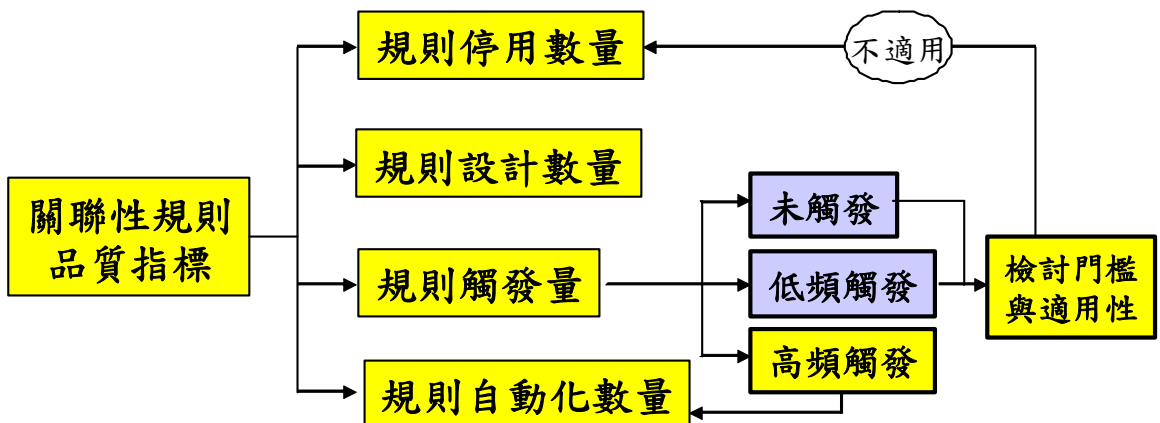 規則停用數量
不適用
規則設計數量
關聯性規則
品質指標
未觸發
規則觸發量
低頻觸發
檢討門檻
與適用性
高頻觸發
規則自動化數量